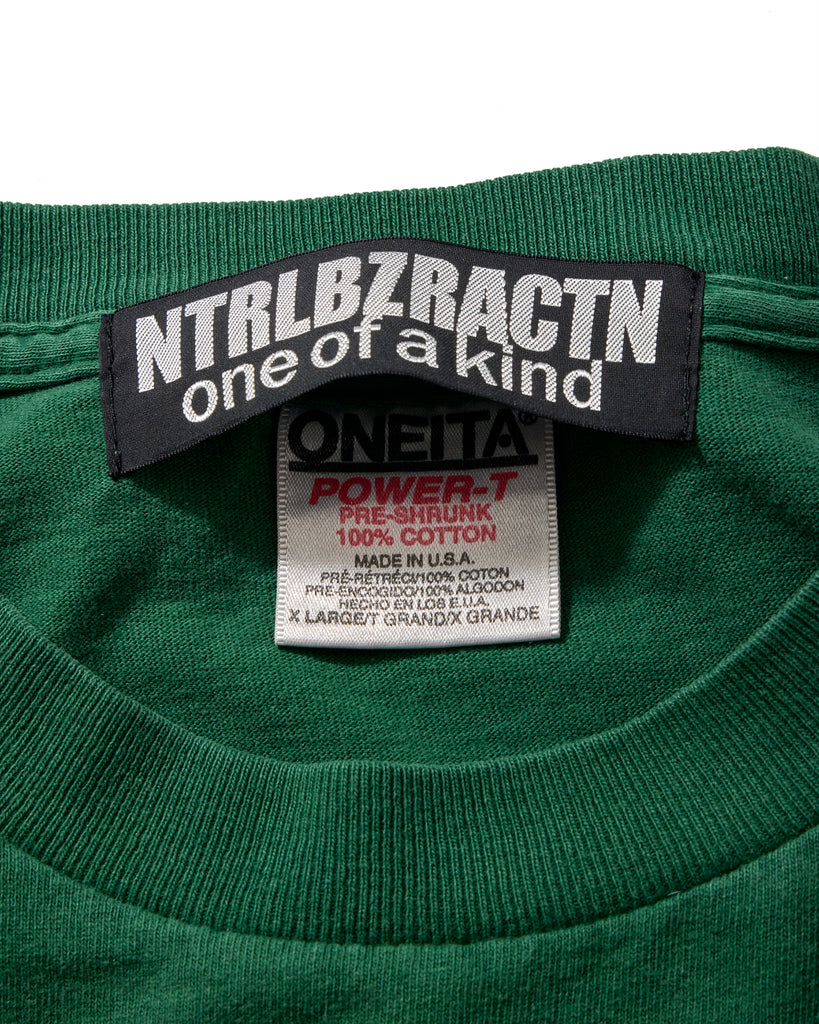 NTRLBZRACTN
one of a kind
ONEITA®
POWER-T
PRE-SHRUNK
100% COTTON
MADE IN U.S.A.
PRÉ-RÉTRÉCI/100% COTON
PRE-ENCOGIDO/100% ALGODON
HECHO EN LOS E.U.A.
X LARGE/T GRAND/X GRANDE